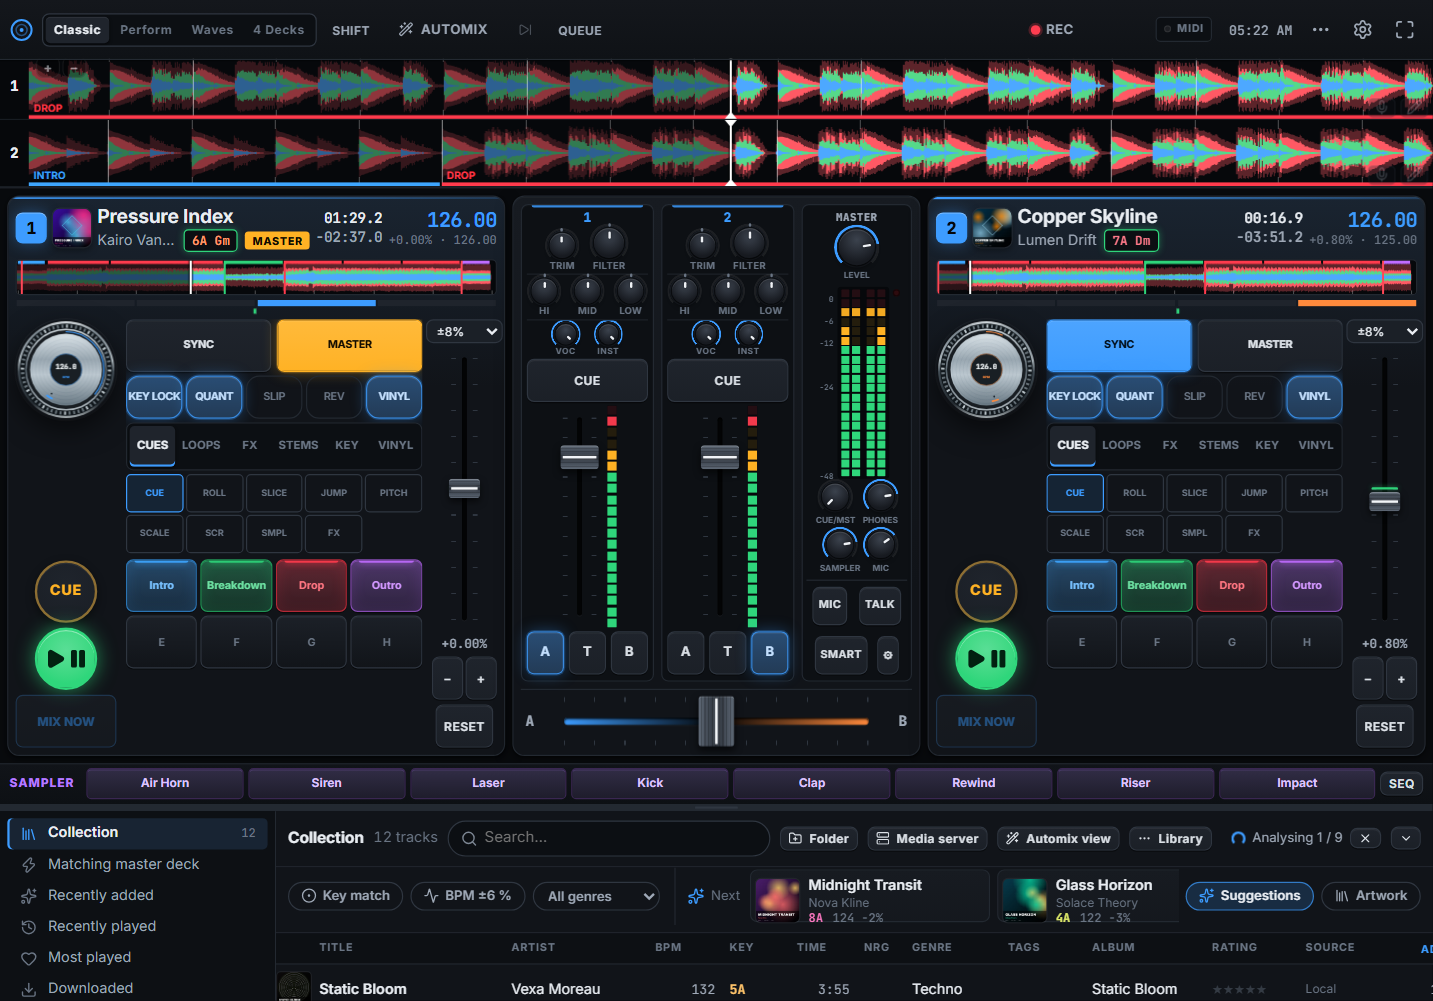 Classic Perform Waves 4 Decks SHIFT AUTOMIX QUEUE REC MIDI 05:22 AM
1 DROP
2 INTRO DROP
1 Pressure Index 01:29.2 126.00
Kairo Van... 6A Gm MASTER -02:37.0 +0.00% · 126.00
SYNC MASTER ±8%
126.0
KEY LOCK QUANT SLIP REV VINYL
CUES LOOPS FX STEMS KEY VINYL
CUE ROLL SLICE JUMP PITCH
SCALE SCR SMPL FX
CUE Intro Breakdown Drop Outro
E F G H
+0.00%
− +
MIX NOW RESET
1 2 MASTER
TRIM FILTER TRIM FILTER LEVEL
HI MID LOW HI MID LOW
VOC INST VOC INST
CUE CUE
0
-6
-12
-24
-48
CUE/MST PHONES
SAMPLER MIC
MIC TALK
A T B A T B SMART
A B
2 Copper Skyline 00:16.9 126.00
Lumen Drift 7A Dm -03:51.2 +0.80% · 125.00
SYNC MASTER ±8%
126.0
KEY LOCK QUANT SLIP REV VINYL
CUES LOOPS FX STEMS KEY VINYL
CUE ROLL SLICE JUMP PITCH
SCALE SCR SMPL FX
CUE Intro Breakdown Drop Outro
E F G H
+0.80%
− +
MIX NOW RESET
SAMPLER Air Horn Siren Laser Kick Clap Rewind Riser Impact SEQ
Collection 12
Matching master deck
Recently added
Recently played
Most played
Downloaded
Collection 12 tracks Search... Folder Media server Automix view Library Analysing 1 / 9
Key match BPM ±6 % All genres Next
MIDNIGHT TRANSIT
Midnight Transit
Nova Kline
8A 124 -2%
GLASS HORIZON
Glass Horizon
Solace Theory
4A 122 -3%
Suggestions Artwork
TITLE ARTIST BPM KEY TIME NRG GENRE TAGS ALBUM RATING SOURCE
Static Bloom Vexa Moreau 132 5A 3:55 Techno Static Bloom ★★★★★ Local